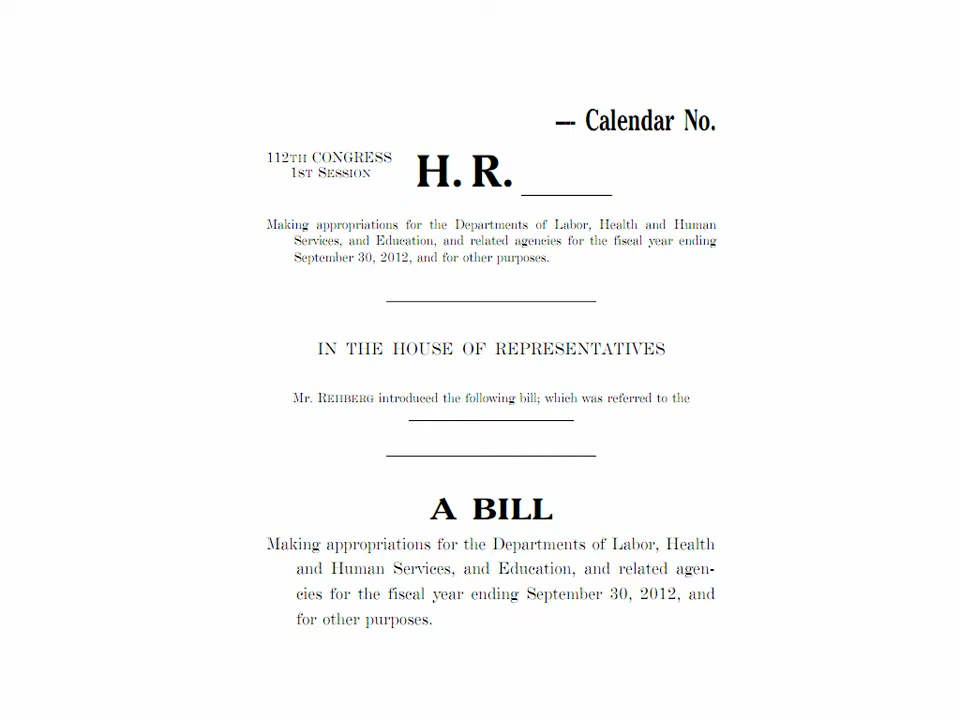 — Calendar No.
112TH CONGRESS
1ST SESSION
H. R. ________
Making appropriations for the Departments of Labor, Health and Human
Services, and Education, and related agencies for the fiscal year ending
September 30, 2012, and for other purposes.
IN THE HOUSE OF REPRESENTATIVES
Mr. REHBERG introduced the following bill; which was referred to the
A BILL
Making appropriations for the Departments of Labor, Health
and Human Services, and Education, and related agen-
cies for the fiscal year ending September 30, 2012, and
for other purposes.